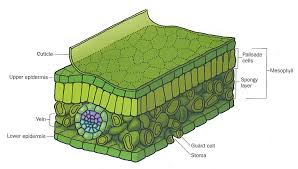 Cuticle
Upper epidermis
Vein
Lower epidermis
Palisade
cells
Mesophyll
Spongy
layer
Guard cell
Stoma